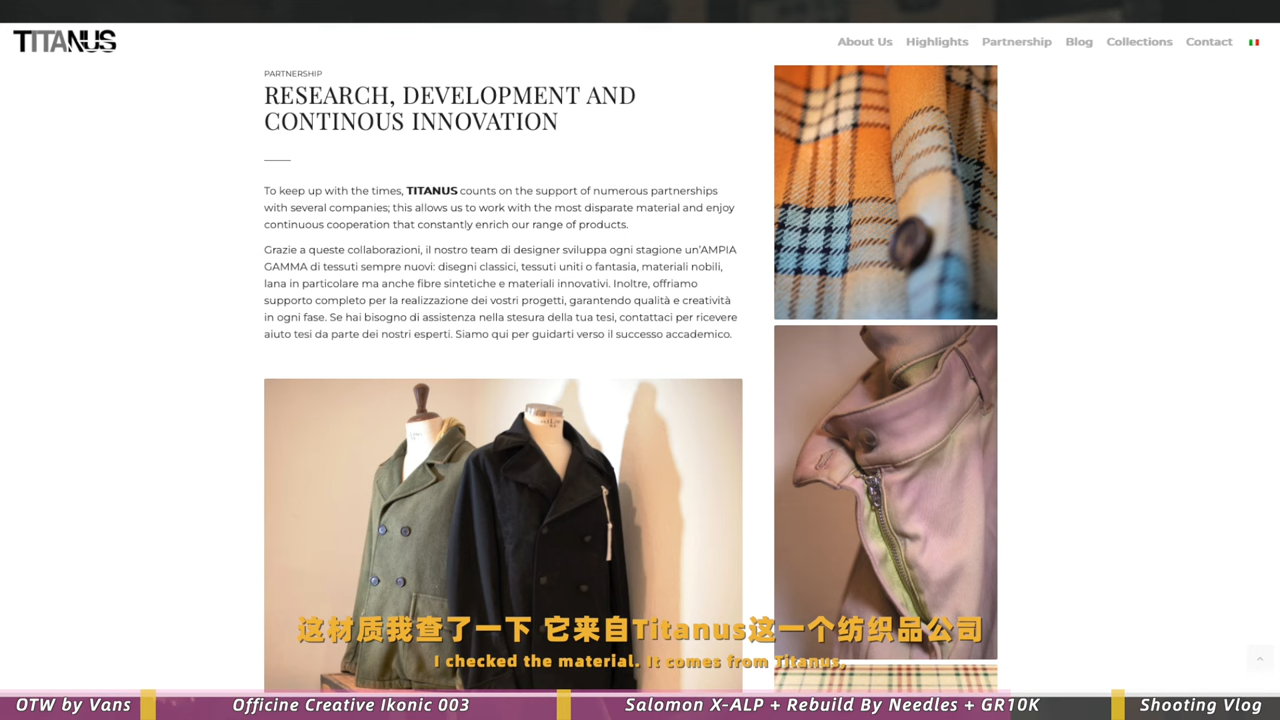 TITANUS
About Us Highlights Partnership Blog Collections Contact
PARTNERSHIP
RESEARCH, DEVELOPMENT AND
CONTINOUS INNOVATION
To keep up with the times, TITANUS counts on the support of numerous partnerships
with several companies; this allows us to work with the most disparate material and enjoy
continuous cooperation that constantly enrich our range of products.
Grazie a queste collaborazioni, il nostro team di designer sviluppa ogni stagione un'AMPIA
GAMMA di tessuti sempre nuovi: disegni classici, tessuti uniti o fantasia, materiali nobili,
lana in particolare ma anche fibre sintetiche e materiali innovativi. Inoltre, offriamo
supporto completo per la realizzazione dei vostri progetti, garantendo qualità e creatività
in ogni fase. Se hai bisogno di assistenza nella stesura della tua tesi, contattaci per ricevere
aiuto tesi da parte dei nostri esperti. Siamo qui per guidarti verso il successo accademico.
这材质我查了一下 它来自Titanus这一个纺织品公司
I checked the material. It comes from Titanus,
OTW by Vans Officine Creative Ikonic 003 Salomon X-ALP + Rebuild By Needles + GR10K Shooting Vlog